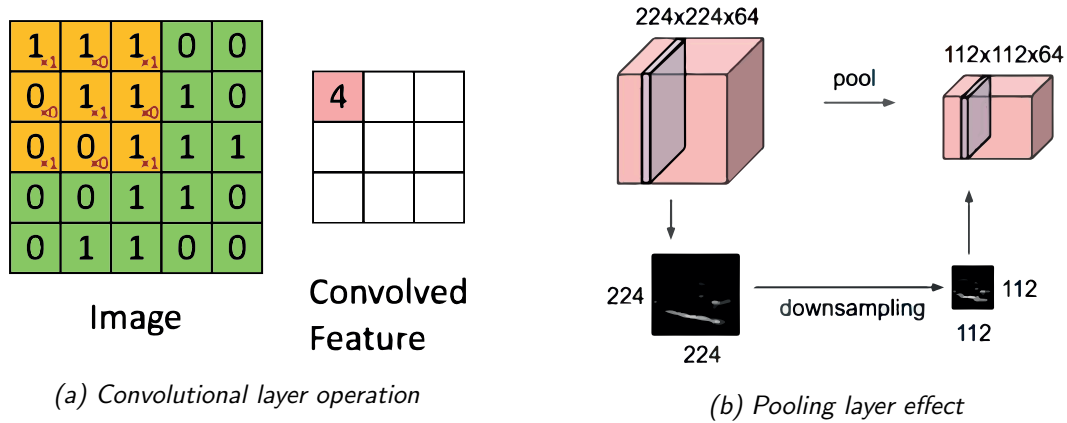 1×1 1×0 1×1 0 0
0×0 1×1 1×0 1 0
0×1 0×0 1×1 1 1
0 0 1 1 0
0 1 1 0 0
Image
4
Convolved
Feature
(a) Convolutional layer operation
224x224x64
pool
112x112x64
224
224
downsampling
112
112
(b) Pooling layer effect